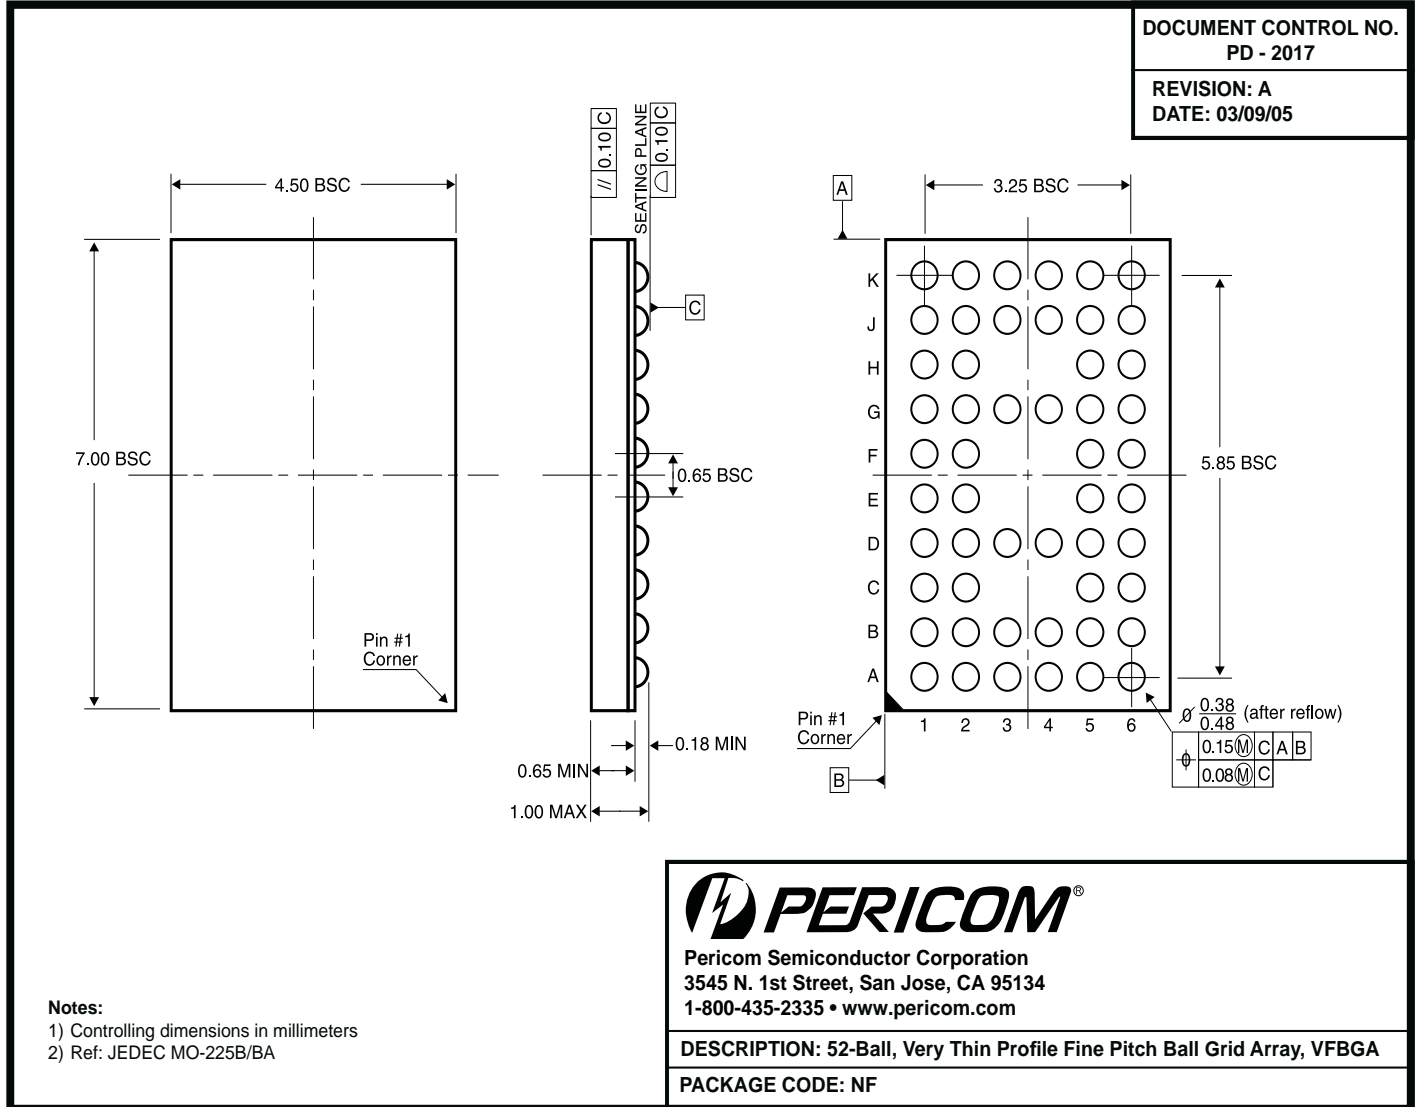 DOCUMENT CONTROL NO.
PD - 2017
REVISION: A
DATE: 03/09/05
4.50 BSC
7.00 BSC
Pin #1
Corner
// 0.10 C
SEATING PLANE
0.10 C
C
0.65 BSC
0.18 MIN
0.65 MIN
1.00 MAX
A
3.25 BSC
K
J
H
G
F
E
D
C
B
A
5.85 BSC
1 2 3 4 5 6
Pin #1
Corner
B
⌀ 0.38
0.48 (after reflow)
⌖ 0.15Ⓜ C A B
0.08Ⓜ C
PERICOM®
Pericom Semiconductor Corporation
3545 N. 1st Street, San Jose, CA 95134
1-800-435-2335 • www.pericom.com
Notes:
1) Controlling dimensions in millimeters
2) Ref: JEDEC MO-225B/BA
DESCRIPTION: 52-Ball, Very Thin Profile Fine Pitch Ball Grid Array, VFBGA
PACKAGE CODE: NF